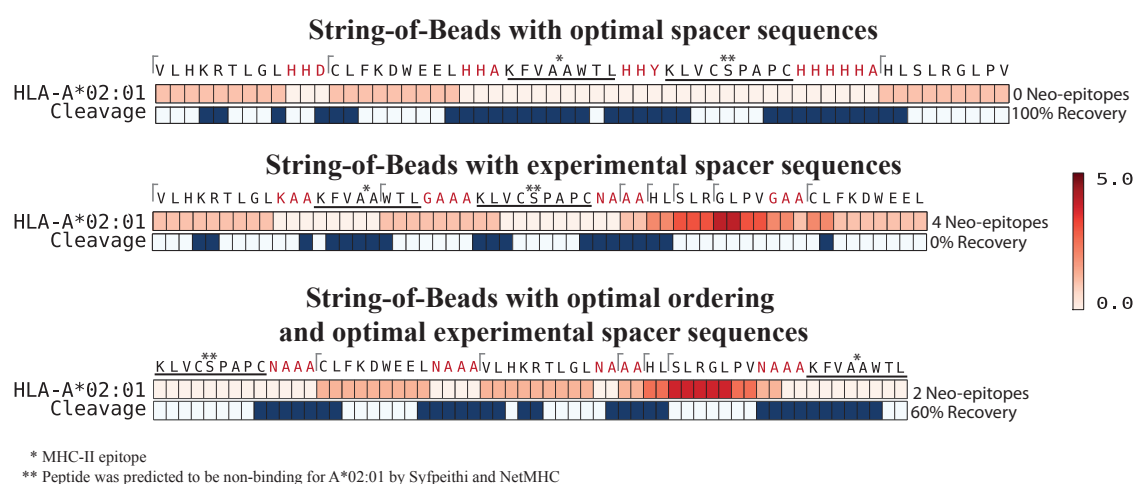 String-of-Beads with optimal spacer sequences
* **
VLHKRTLGLHHDCLFKDWEELHHAKFVAAWTLHHYKLVCSPAPCHHHHHAHLSLRGLPV
HLA-A*02:01 0 Neo-epitopes
Cleavage 100% Recovery
String-of-Beads with experimental spacer sequences
* **
VLHKRTLGLKAAKFVAAWTLGAAAKLVCSPAPCNAAAHLSLRGLPVGAACLFKDWEEL
HLA-A*02:01 4 Neo-epitopes
Cleavage 0% Recovery
5.0
0.0
String-of-Beads with optimal ordering
and optimal experimental spacer sequences
** *
KLVCSPAPCNAAACLFKDWEELNAAAVLHKRTLGLNAAAHLSLRGLPVNAAAKFVAAWTL
HLA-A*02:01 2 Neo-epitopes
Cleavage 60% Recovery
* MHC-II epitope
** Peptide was predicted to be non-binding for A*02:01 by Syfpeithi and NetMHC